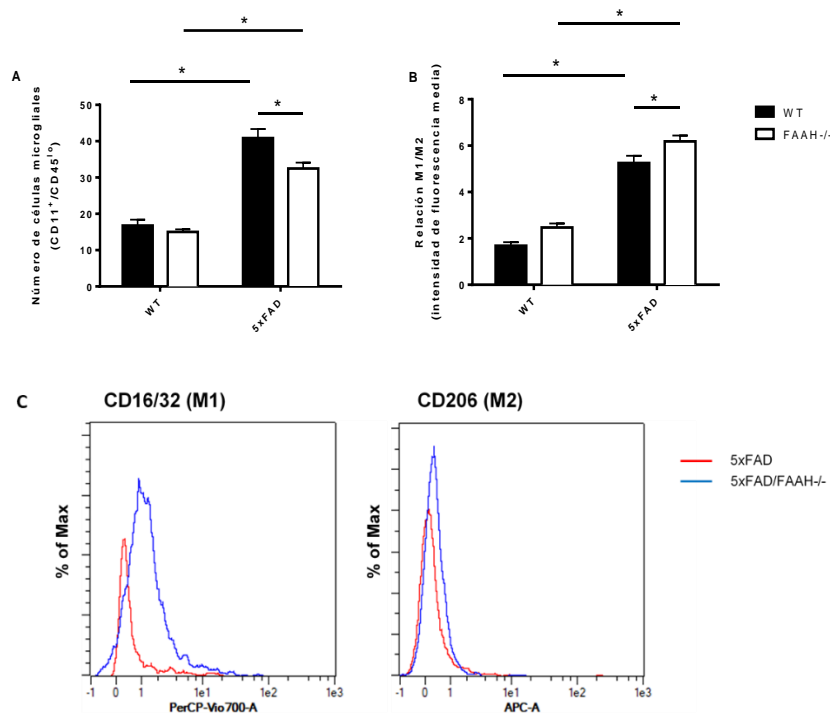 *
*
*
*
A
B
*
*
Número de células microgliales
(CD11+/CD45lo)
50
40
30
20
10
0
WT
5xFAD
Relación M1/M2
(intensidad de fluorescencia media)
8
6
4
2
0
WT
5xFAD
WT
FAAH-/-
C
CD16/32 (M1)
CD206 (M2)
% of Max
-1 0 1 1e1 1e2 1e3
PerCP-Vio700-A
% of Max
-1 0 1 1e1 1e2 1e3
APC-A
5xFAD
5xFAD/FAAH-/-